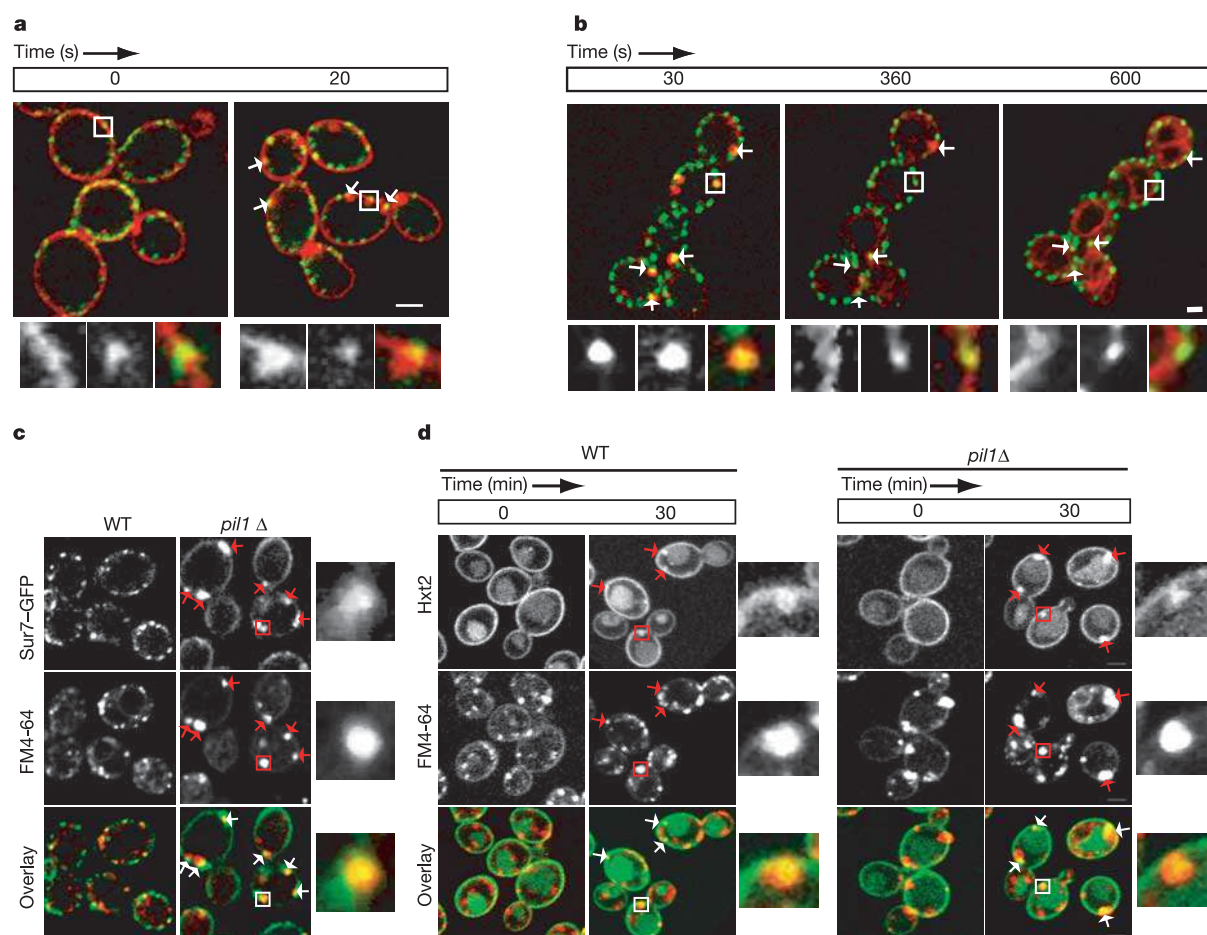 a
Time (s)
0 20
b
Time (s)
30 360 600
c
WT pil1 Δ
Sur7–GFP
FM4-64
Overlay
d
WT
Time (min)
0 30
pil1Δ
Time (min)
0 30
Hxt2
FM4-64
Overlay